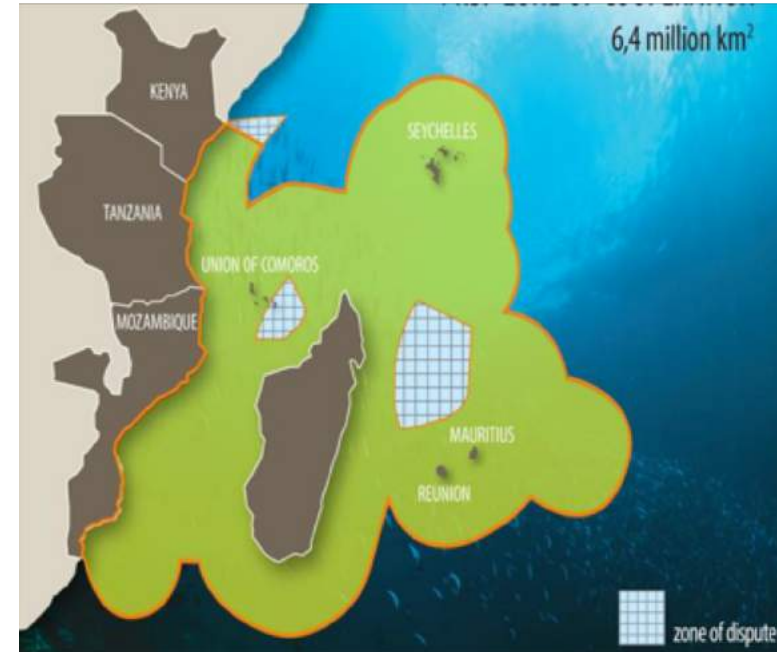 6,4 million km²
KENYA
SEYCHELLES
TANZANIA
UNION OF COMOROS
MOZAMBIQUE
MAURITIUS
REUNION
zone of dispute